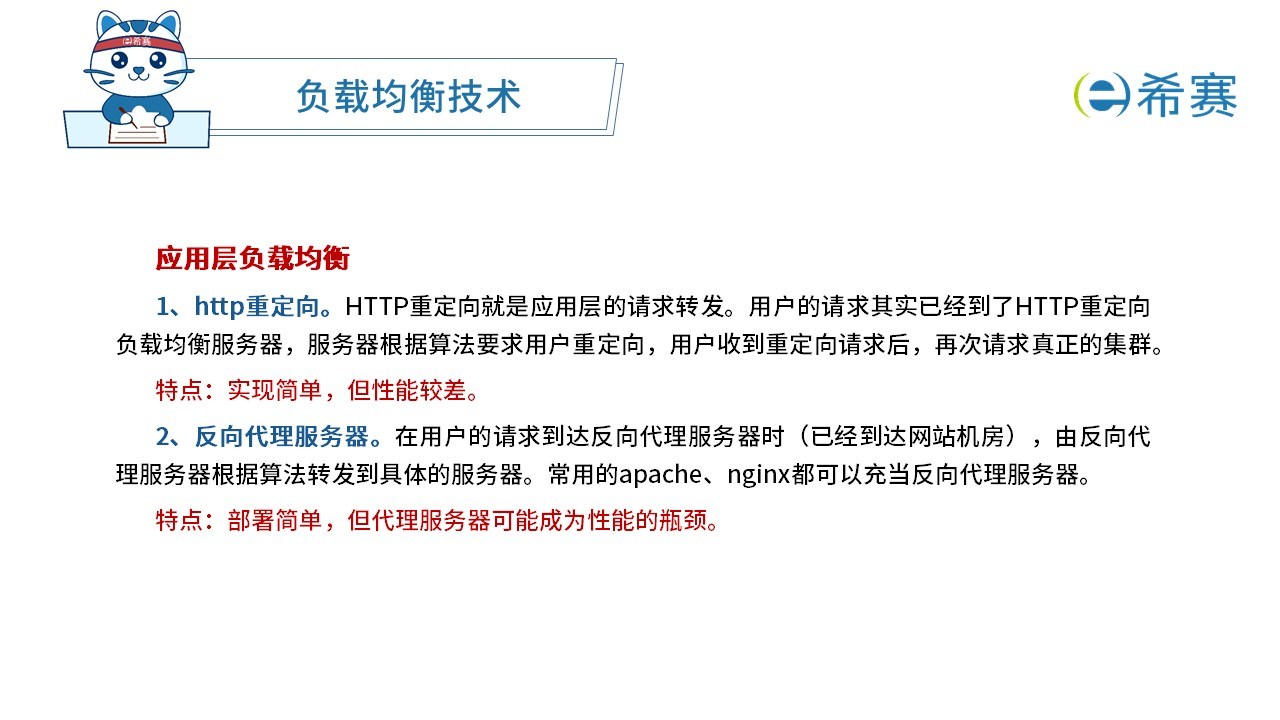 希赛
负载均衡技术
希赛
应用层负载均衡
1、http重定向。HTTP重定向就是应用层的请求转发。用户的请求其实已经到了HTTP重定向
负载均衡服务器，服务器根据算法要求用户重定向，用户收到重定向请求后，再次请求真正的集群。
特点：实现简单，但性能较差。
2、反向代理服务器。在用户的请求到达反向代理服务器时（已经到达网站机房），由反向代
理服务器根据算法转发到具体的服务器。常用的apache、nginx都可以充当反向代理服务器。
特点：部署简单，但代理服务器可能成为性能的瓶颈。